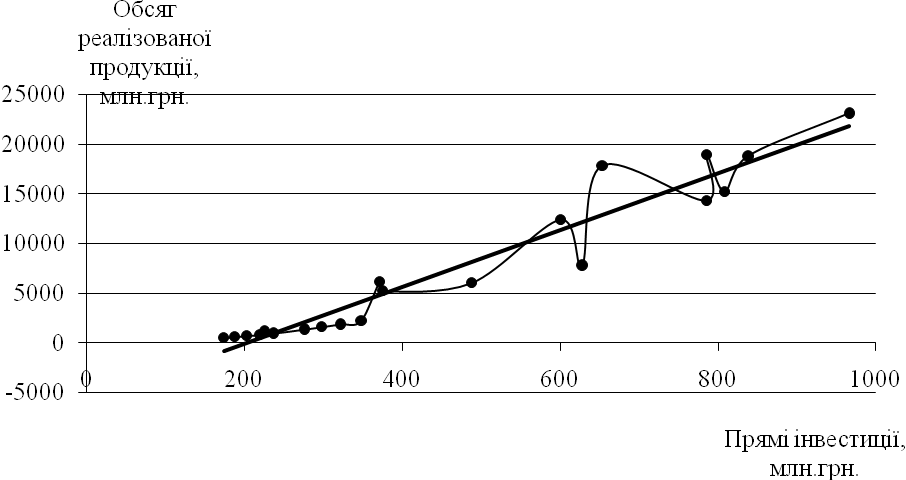 Обсяг
реалізованої
продукції,
млн.грн.
25000
20000
15000
10000
5000
0
-5000
0 200 400 600 800 1000
Прямі інвестиції,
млн.грн.